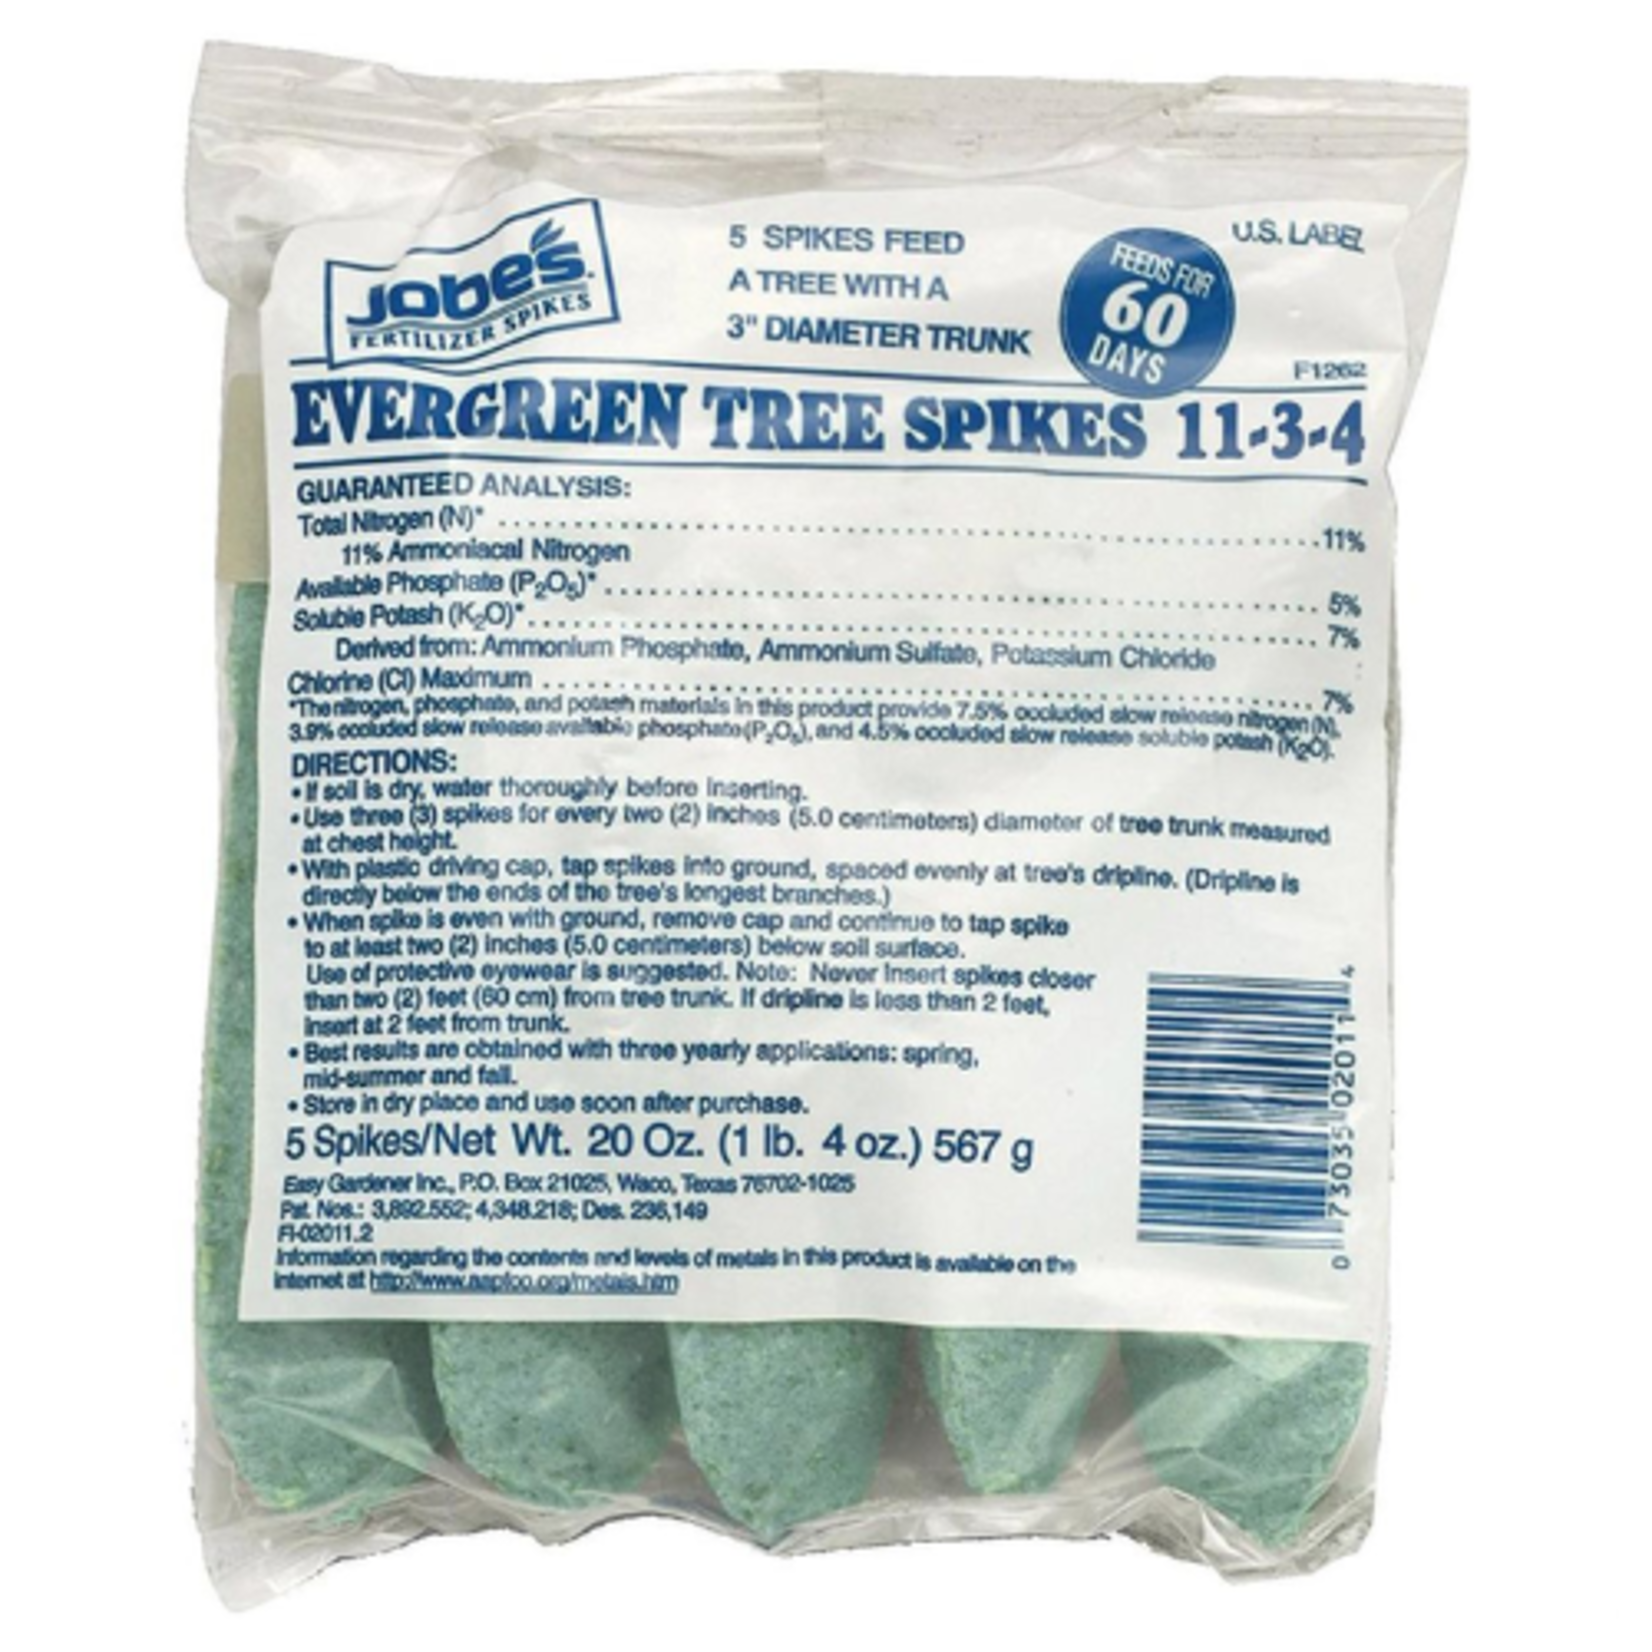 Jobe's
FERTILIZER SPIKES
5 SPIKES FEED
A TREE WITH A
3" DIAMETER TRUNK
FEEDS FOR
60
DAYS
U.S. LABEL
F1262
EVERGREEN TREE SPIKES 11-3-4
GUARANTEED ANALYSIS:
Total Nitrogen (N)* 11%
11% Ammoniacal Nitrogen
Available Phosphate (P₂O₅)* 5%
Soluble Potash (K₂O)* 7%
Derived from: Ammonium Phosphate, Ammonium Sulfate, Potassium Chloride
Chlorine (Cl) Maximum 7%
*The nitrogen, phosphate, and potash materials in this product provide 7.5% occluded slow release nitrogen (N),
3.9% occluded slow release available phosphate (P₂O₅), and 4.5% occluded slow release soluble potash (K₂O).
DIRECTIONS:
• If soil is dry, water thoroughly before inserting.
• Use three (3) spikes for every two (2) inches (5.0 centimeters) diameter of tree trunk measured
at chest height.
• With plastic driving cap, tap spikes into ground, spaced evenly at tree's dripline. (Dripline is
directly below the ends of the tree's longest branches.)
• When spike is even with ground, remove cap and continue to tap spike
to at least two (2) inches (5.0 centimeters) below soil surface.
Use of protective eyewear is suggested. Note: Never insert spikes closer
than two (2) feet (60 cm) from tree trunk. If dripline is less than 2 feet,
insert at 2 feet from trunk.
• Best results are obtained with three yearly applications: spring,
mid-summer and fall.
• Store in dry place and use soon after purchase.
5 Spikes/Net Wt. 20 Oz. (1 lb. 4 oz.) 567 g
Easy Gardener Inc., P.O. Box 21025, Waco, Texas 76702-1025
Pat. Nos.: 3,892.552; 4,348.218; Des. 236,149
FI-02011.2
Information regarding the contents and levels of metals in this product is available on the
internet at http://www.aapfco.org/metals.htm
0 73035 02011 4